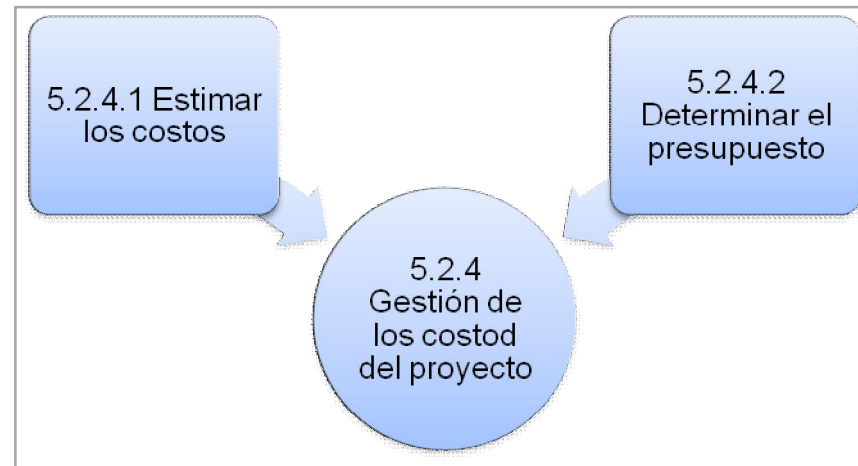 5.2.4.1 Estimar
los costos
5.2.4.2
Determinar el
presupuesto
5.2.4
Gestión de
los costod
del proyecto